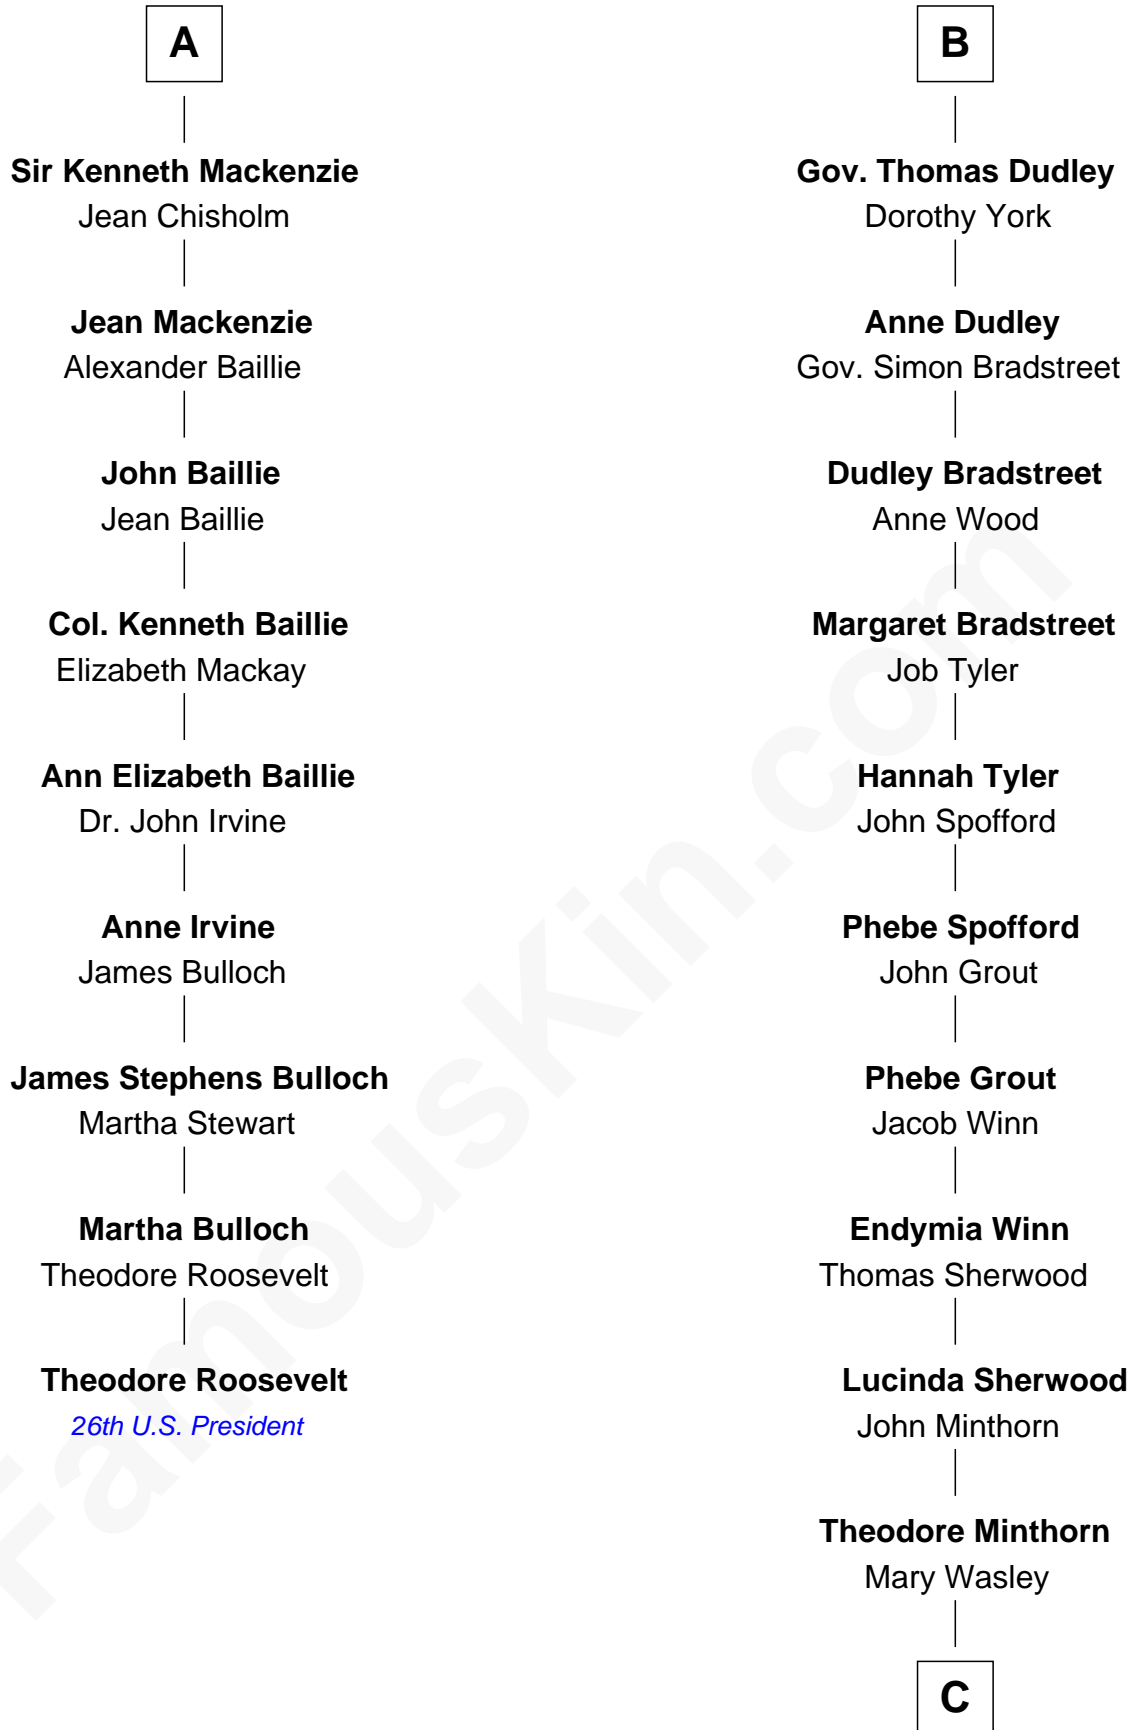 A
Sir Kenneth Mackenzie
Jean Chisholm
Jean Mackenzie
Alexander Baillie
John Baillie
Jean Baillie
Col. Kenneth Baillie
Elizabeth Mackay
Ann Elizabeth Baillie
Dr. John Irvine
Anne Irvine
James Bulloch
James Stephens Bulloch
Martha Stewart
Martha Bulloch
Theodore Roosevelt
Theodore Roosevelt
26th U.S. President
B
Gov. Thomas Dudley
Dorothy York
Anne Dudley
Gov. Simon Bradstreet
Dudley Bradstreet
Anne Wood
Margaret Bradstreet
Job Tyler
Hannah Tyler
John Spofford
Phebe Spofford
John Grout
Phebe Grout
Jacob Winn
Endymia Winn
Thomas Sherwood
Lucinda Sherwood
John Minthorn
Theodore Minthorn
Mary Wasley
C
FamousKin.com